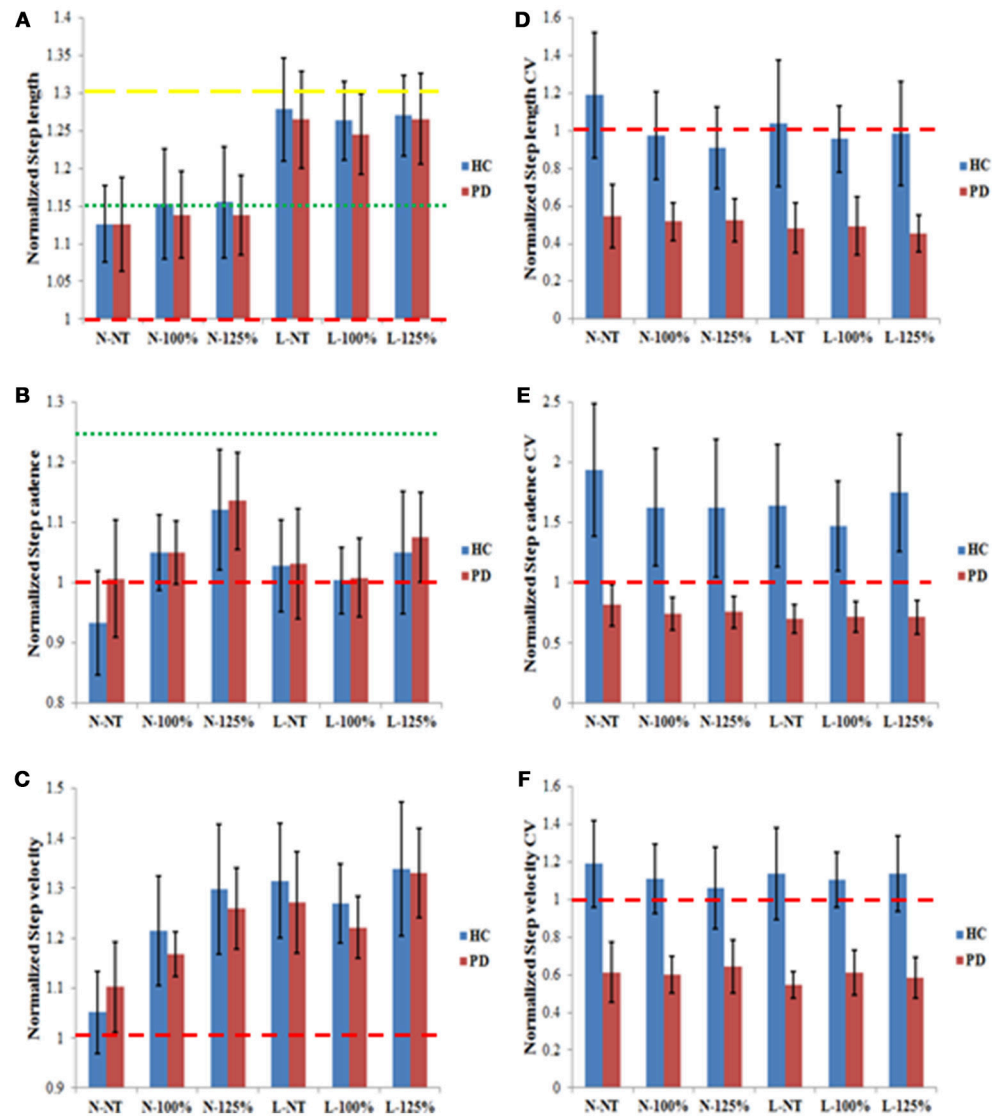 A
Normalized Step length
1.4
1.35
1.3
1.25
1.2
1.15
1.1
1.05
1
N-NT N-100% N-125% L-NT L-100% L-125%
HC
PD
D
Normalized Step length CV
1.6
1.4
1.2
1
0.8
0.6
0.4
0.2
0
N-NT N-100% N-125% L-NT L-100% L-125%
HC
PD
B
Normalized Step cadence
1.3
1.2
1.1
1
0.9
0.8
N-NT N-100% N-125% L-NT L-100% L-125%
HC
PD
E
Normalized Step cadence CV
2.5
2
1.5
1
0.5
0
N-NT N-100% N-125% L-NT L-100% L-125%
HC
PD
C
Normalized Step velocity
1.5
1.4
1.3
1.2
1.1
1
0.9
N-NT N-100% N-125% L-NT L-100% L-125%
HC
PD
F
Normalized Step velocity CV
1.6
1.4
1.2
1
0.8
0.6
0.4
0.2
0
N-NT N-100% N-125% L-NT L-100% L-125%
HC
PD